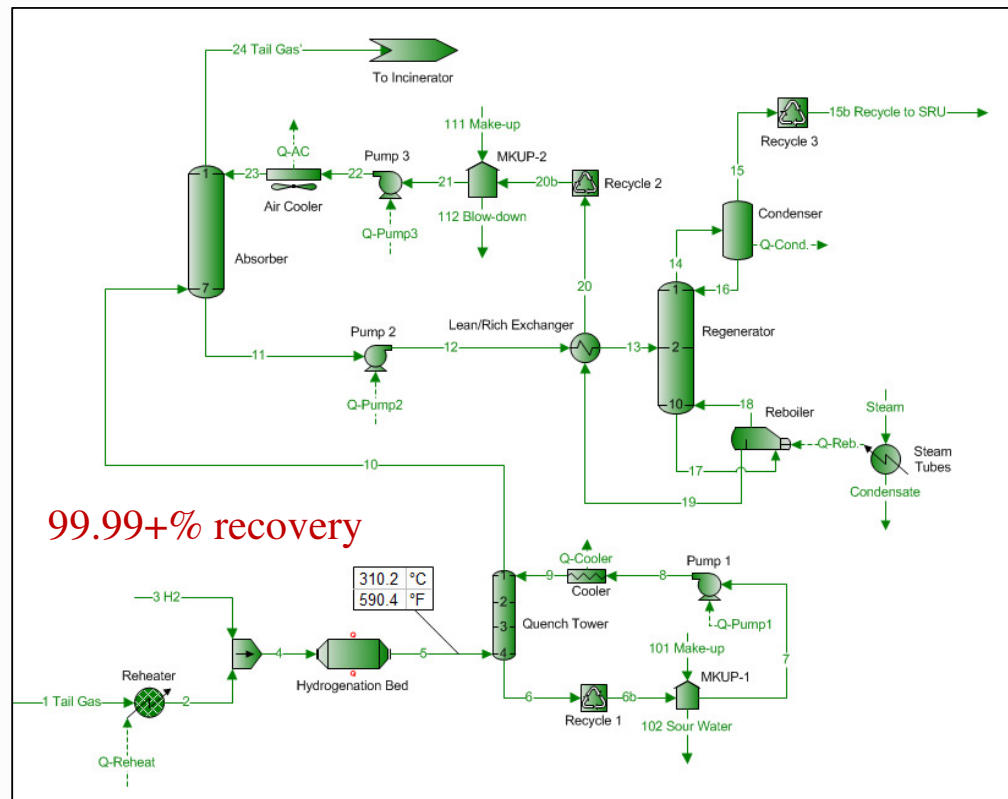 24 Tail Gas'
To Incinerator
15b Recycle to SRU
Recycle 3
111 Make-up
Q-AC
15
MKUP-2
Pump 3
23
22
21
20b
Recycle 2
1
Air Cooler
Condenser
112 Blow-down
Q-Pump3
Q-Cond.
14
Absorber
20
16
1
7
Lean/Rich Exchanger
Regenerator
Pump 2
11
12
13
2
Q-Pump2
10
18
Reboiler
Steam
Q-Reb.
Steam
Tubes
17
10
19
Condensate
99.99+% recovery
Q-Cooler
Pump 1
310.2 °C
590.4 °F
1
9
8
2
Cooler
3 H2
3
Quench Tower
Q-Pump1
Q
101 Make-up
4
5
4
7
Reheater
Q
Hydrogenation Bed
MKUP-1
1 Tail Gas
2
6
6b
Recycle 1
102 Sour Water
Q-Reheat